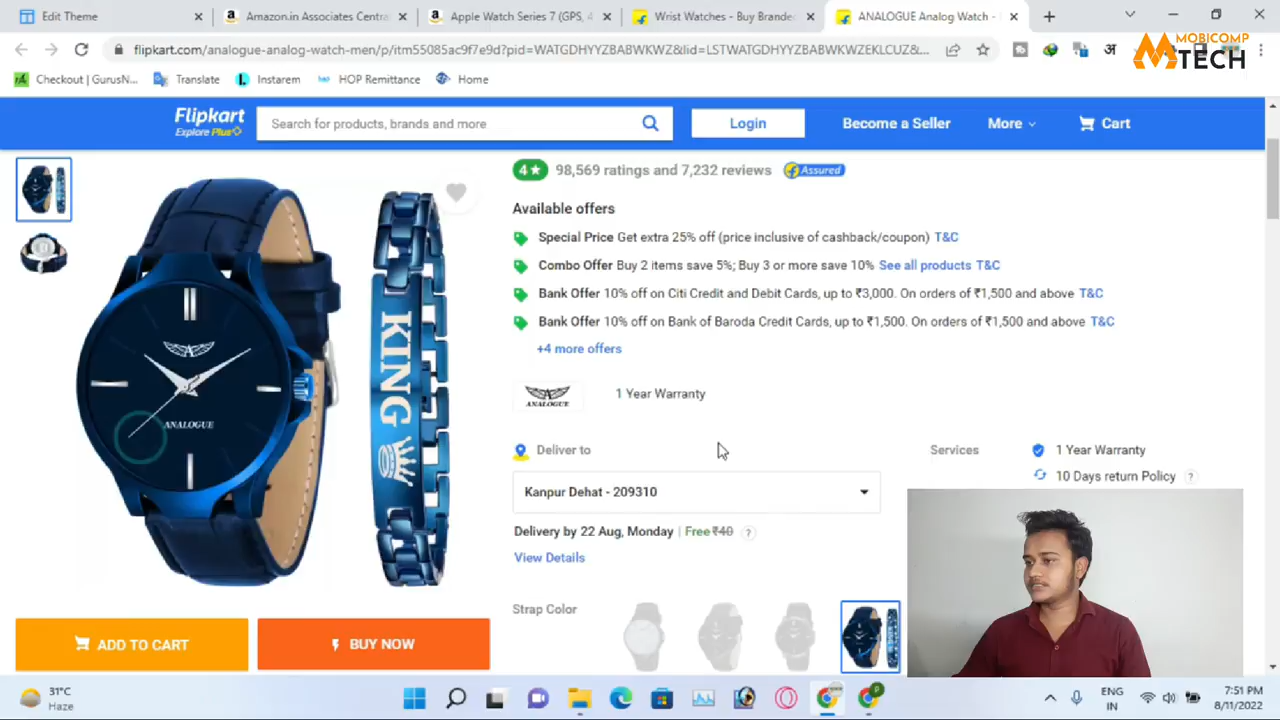 Edit Theme
Amazon.in Associates Centra
Apple Watch Series 7 (GPS, 4
Wrist Watches - Buy Brande
ANALOGUE Analog Watch -
flipkart.com/analogue-analog-watch-men/p/itm55085ac9f7e9d?pid=WATGDHYYZBABWKWZ&lid=LSTWATGDHYYZBABWKWZEKLCUZ&...
अ
MOBICOMP
TECH
Checkout | GurusN...
Translate
Instarem
HOP Remittance
Home
Flipkart
Explore Plus
Search for products, brands and more
Login
Become a Seller
More
Cart
4★ 98,569 ratings and 7,232 reviews Assured
Available offers
Special Price Get extra 25% off (price inclusive of cashback/coupon) T&C
Combo Offer Buy 2 items save 5%; Buy 3 or more save 10% See all products T&C
Bank Offer 10% off on Citi Credit and Debit Cards, up to ₹3,000. On orders of ₹1,500 and above T&C
Bank Offer 10% off on Bank of Baroda Credit Cards, up to ₹1,500. On orders of ₹1,500 and above T&C
+4 more offers
ANALOGUE
1 Year Warranty
ANALOGUE
KING
Deliver to
Services
1 Year Warranty
10 Days return Policy ?
Kanpur Dehat - 209310
Delivery by 22 Aug, Monday | Free ₹40 ?
View Details
Strap Color
ADD TO CART
BUY NOW
31°C
Haze
ENG
IN
7:51 PM
8/11/2022